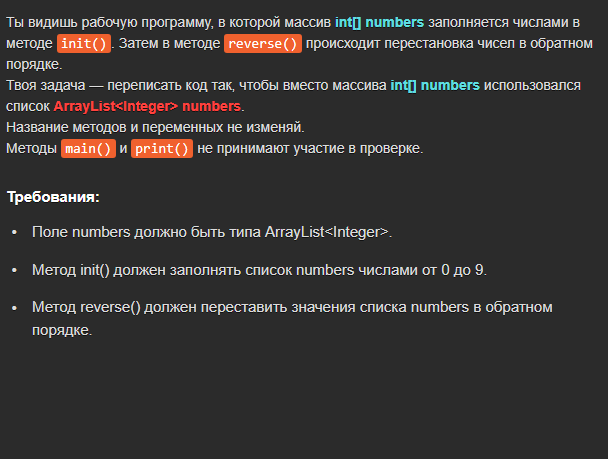 Ты видишь рабочую программу, в которой массив int[] numbers заполняется числами в
методе init(). Затем в методе reverse() происходит перестановка чисел в обратном
порядке.
Твоя задача — переписать код так, чтобы вместо массива int[] numbers использовался
список ArrayList<Integer> numbers.
Название методов и переменных не изменяй.
Методы main() и print() не принимают участие в проверке.
Требования:
• Поле numbers должно быть типа ArrayList<Integer>.
• Метод init() должен заполнять список numbers числами от 0 до 9.
• Метод reverse() должен переставить значения списка numbers в обратном
порядке.